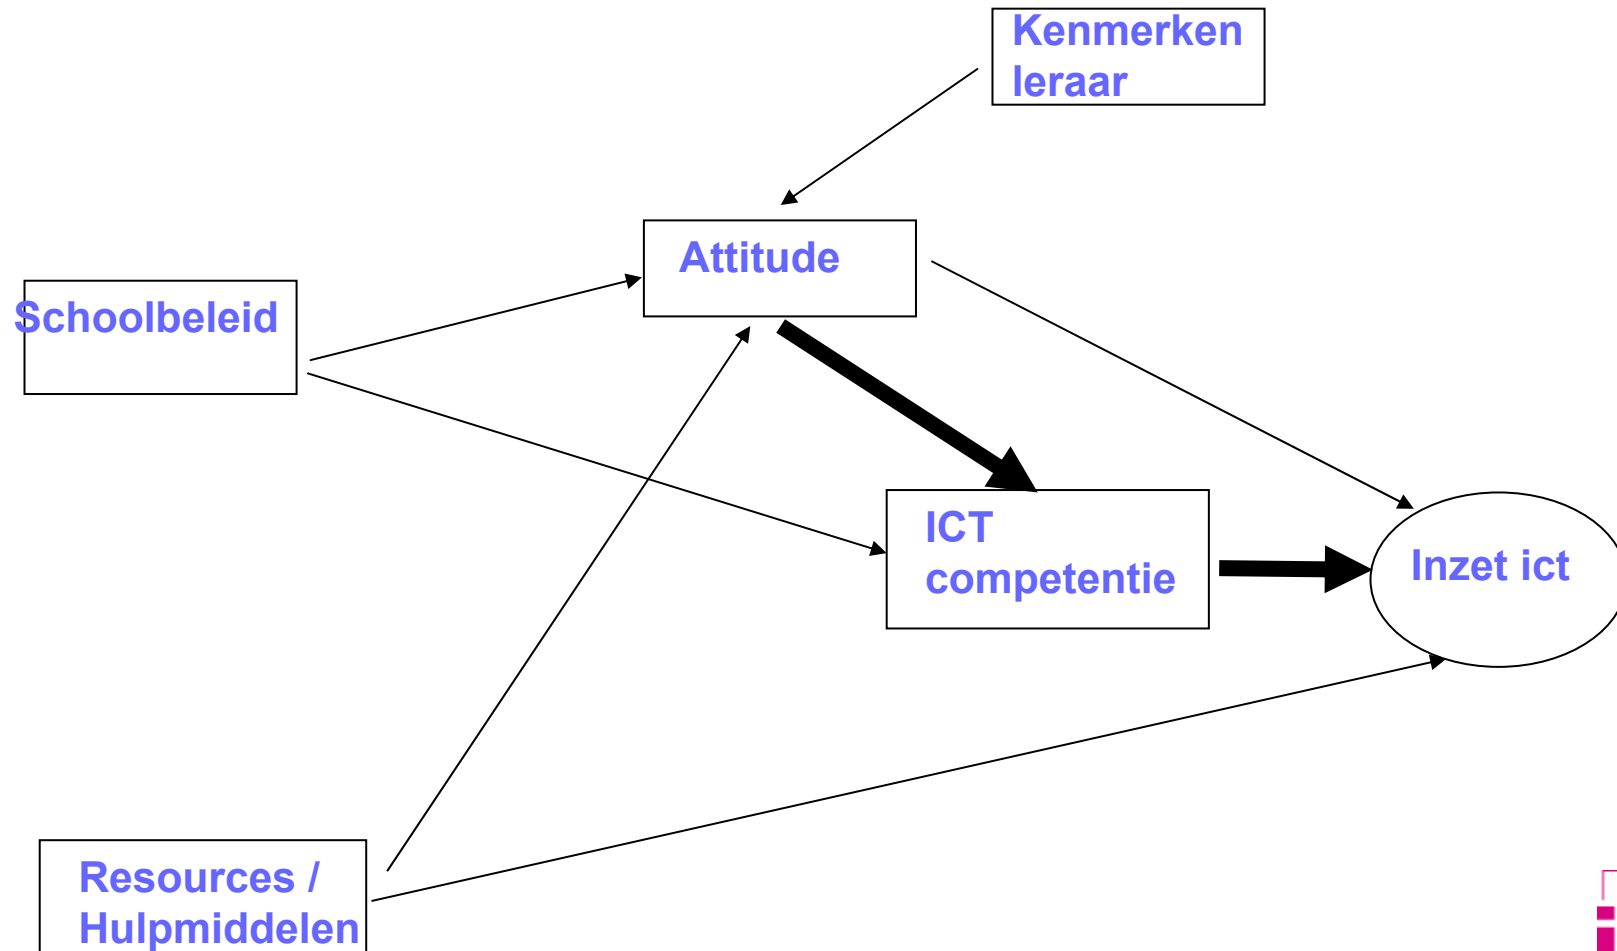 Kenmerken
leraar
Attitude
Schoolbeleid
ICT
competentie
Inzet ict
Resources /
Hulpmiddelen